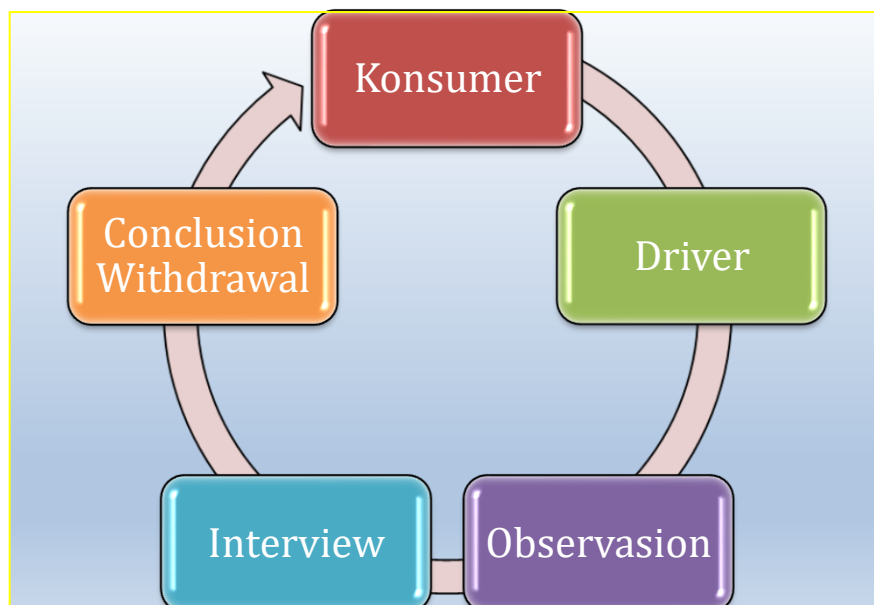 Konsumer
Driver
Observasion
Interview
Conclusion
Withdrawal